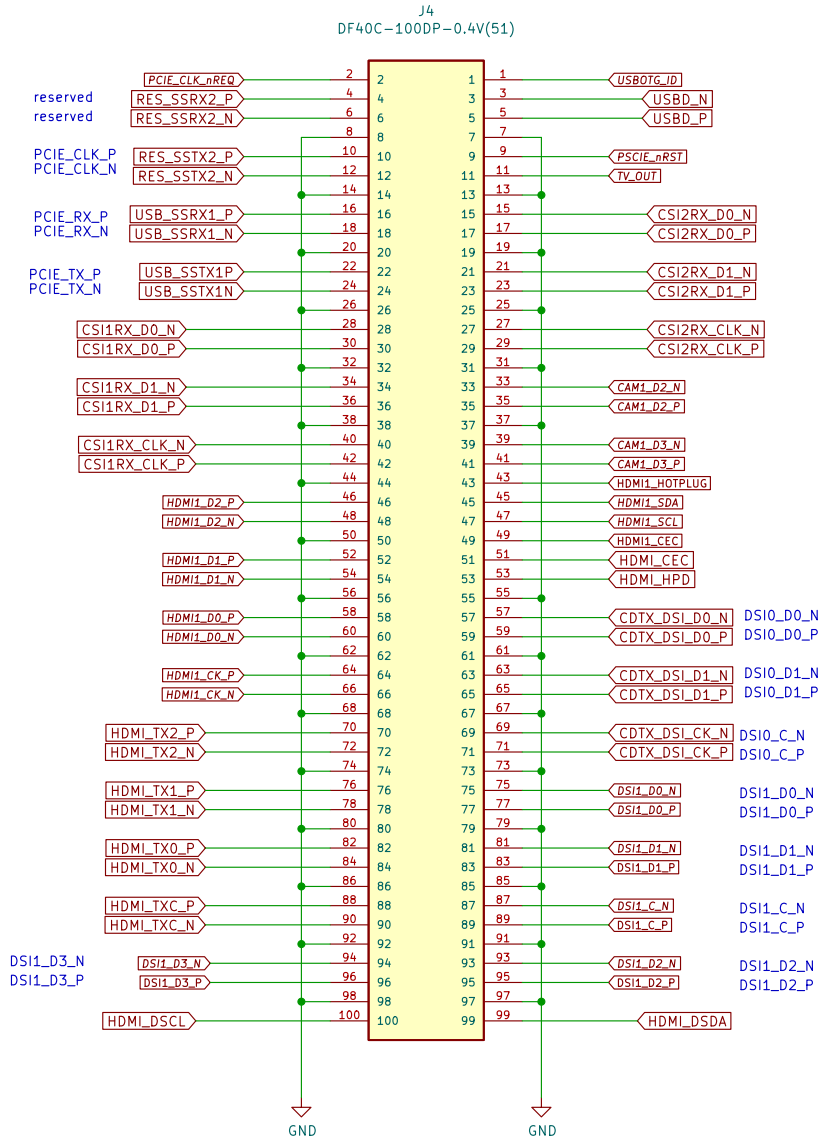 J4
DF40C-100DP-0.4V(51)
PCIE_CLK_nREQ 2 2 1 1 USBOTG_ID
reserved RES_SSRX2_P 4 4 3 3 USBD_N
reserved RES_SSRX2_N 6 6 5 5 USBD_P
8 8 7 7
PCIE_CLK_P RES_SSTX2_P 10 10 9 9 PSCIE_nRST
PCIE_CLK_N RES_SSTX2_N 12 12 11 11 TV_OUT
14 14 13 13
PCIE_RX_P USB_SSRX1_P 16 16 15 15 CSI2RX_D0_N
PCIE_RX_N USB_SSRX1_N 18 18 17 17 CSI2RX_D0_P
20 20 19 19
PCIE_TX_P USB_SSTX1P 22 22 21 21 CSI2RX_D1_N
PCIE_TX_N USB_SSTX1N 24 24 23 23 CSI2RX_D1_P
26 26 25 25
CSI1RX_D0_N 28 28 27 27 CSI2RX_CLK_N
CSI1RX_D0_P 30 30 29 29 CSI2RX_CLK_P
32 32 31 31
CSI1RX_D1_N 34 34 33 33 CAM1_D2_N
CSI1RX_D1_P 36 36 35 35 CAM1_D2_P
38 38 37 37
CSI1RX_CLK_N 40 40 39 39 CAM1_D3_N
CSI1RX_CLK_P 42 42 41 41 CAM1_D3_P
44 44 43 43 HDMI1_HOTPLUG
HDMI1_D2_P 46 46 45 45 HDMI1_SDA
HDMI1_D2_N 48 48 47 47 HDMI1_SCL
50 50 49 49 HDMI1_CEC
HDMI1_D1_P 52 52 51 51 HDMI_CEC
HDMI1_D1_N 54 54 53 53 HDMI_HPD
56 56 55 55
HDMI1_D0_P 58 58 57 57 CDTX_DSI_D0_N DSI0_D0_N
HDMI1_D0_N 60 60 59 59 CDTX_DSI_D0_P DSI0_D0_P
62 62 61 61
HDMI1_CK_P 64 64 63 63 CDTX_DSI_D1_N DSI0_D1_N
HDMI1_CK_N 66 66 65 65 CDTX_DSI_D1_P DSI0_D1_P
68 68 67 67
HDMI_TX2_P 70 70 69 69 CDTX_DSI_CK_N DSI0_C_N
HDMI_TX2_N 72 72 71 71 CDTX_DSI_CK_P DSI0_C_P
74 74 73 73
HDMI_TX1_P 76 76 75 75 DSI1_D0_N DSI1_D0_N
HDMI_TX1_N 78 78 77 77 DSI1_D0_P DSI1_D0_P
80 80 79 79
HDMI_TX0_P 82 82 81 81 DSI1_D1_N DSI1_D1_N
HDMI_TX0_N 84 84 83 83 DSI1_D1_P DSI1_D1_P
86 86 85 85
HDMI_TXC_P 88 88 87 87 DSI1_C_N DSI1_C_N
HDMI_TXC_N 90 90 89 89 DSI1_C_P DSI1_C_P
92 92 91 91
DSI1_D3_N DSI1_D3_N 94 94 93 93 DSI1_D2_N DSI1_D2_N
DSI1_D3_P DSI1_D3_P 96 96 95 95 DSI1_D2_P DSI1_D2_P
98 98 97 97
HDMI_DSCL 100 100 99 99 HDMI_DSDA
GND GND